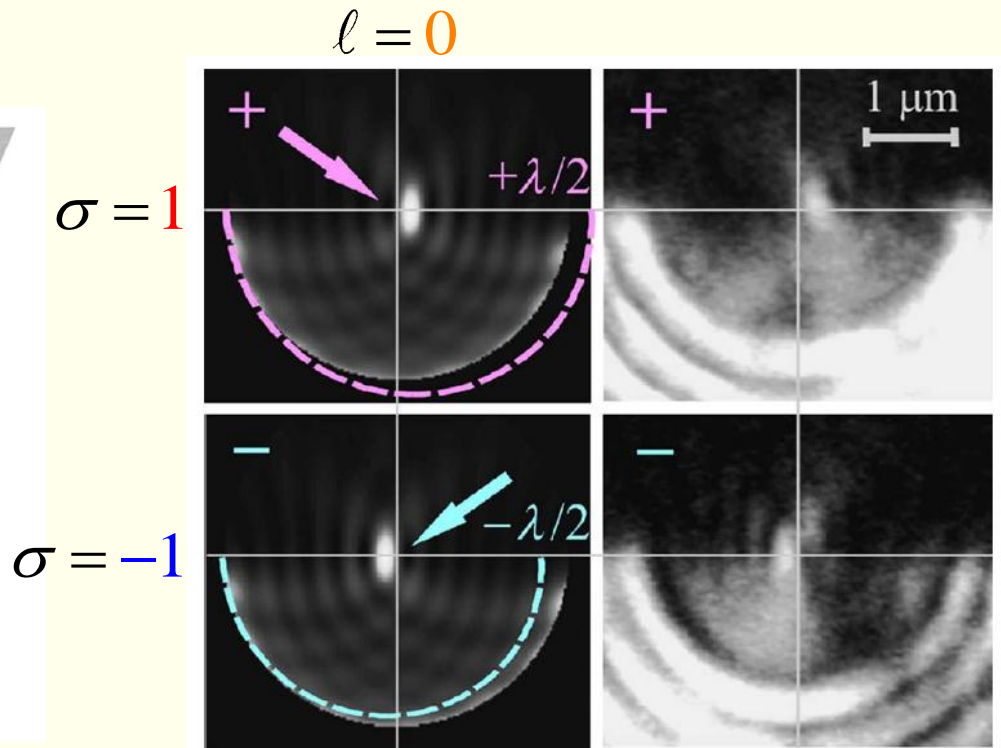 ℓ = 0
σ = 1
+
+λ/2
+
1 μm
σ = −1
−
−λ/2
−